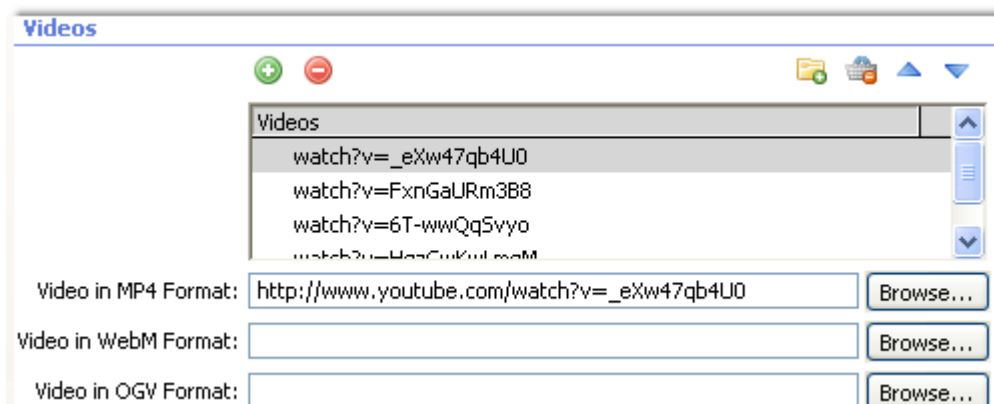 Videos
Videos
watch?v=_eXw47qb4U0
watch?v=FxnGaURm3B8
watch?v=6T-wwQqSvyo
Video in MP4 Format: http://www.youtube.com/watch?v=_eXw47qb4U0 Browse...
Video in WebM Format: Browse...
Video in OGV Format: Browse...